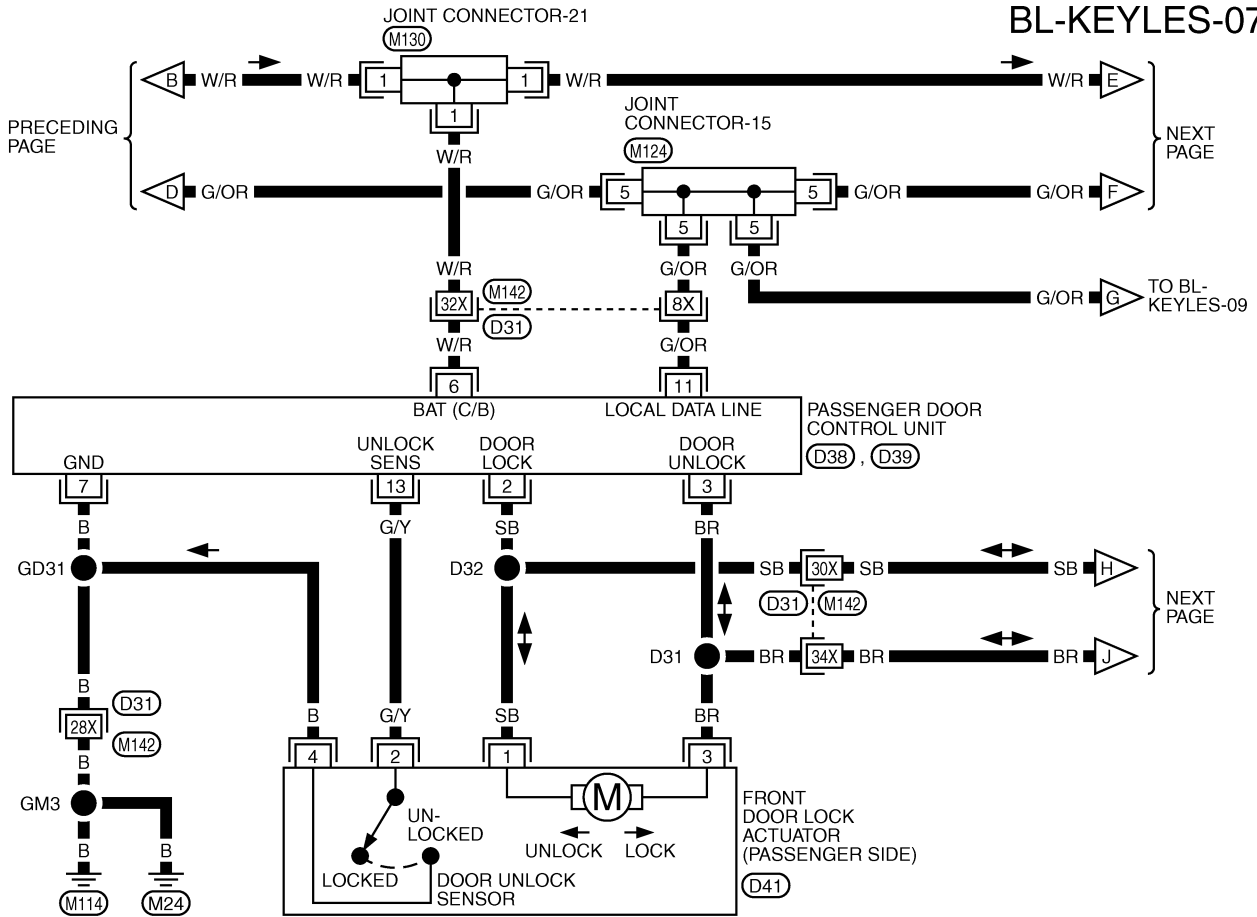 BL-KEYLES-07
JOINT CONNECTOR-21
M130
B W/R W/R 1 1 W/R W/R E
1
JOINT
CONNECTOR-15
M124
PRECEDING
PAGE
NEXT
PAGE
W/R
D G/OR G/OR 5 5 G/OR G/OR F
5 5
W/R G/OR G/OR
32X M142 8X
D31
G/OR G
TO BL-
KEYLES-09
W/R G/OR
6 11
BAT (C/B) LOCAL DATA LINE
PASSENGER DOOR
CONTROL UNIT
D38 , D39
GND
UNLOCK
SENS
DOOR
LOCK
DOOR
UNLOCK
7 13 2 3
B G/Y SB BR
GD31 D32 SB 30X SB SB H
D31 M142
NEXT
PAGE
D31 BR 34X BR BR J
B
D31
28X
M142
B G/Y SB BR
4 2 1 3
B
GM3
M
UN-
LOCKED
UNLOCK LOCK
LOCKED
DOOR UNLOCK
SENSOR
FRONT
DOOR LOCK
ACTUATOR
(PASSENGER SIDE)
D41
B B
M114 M24